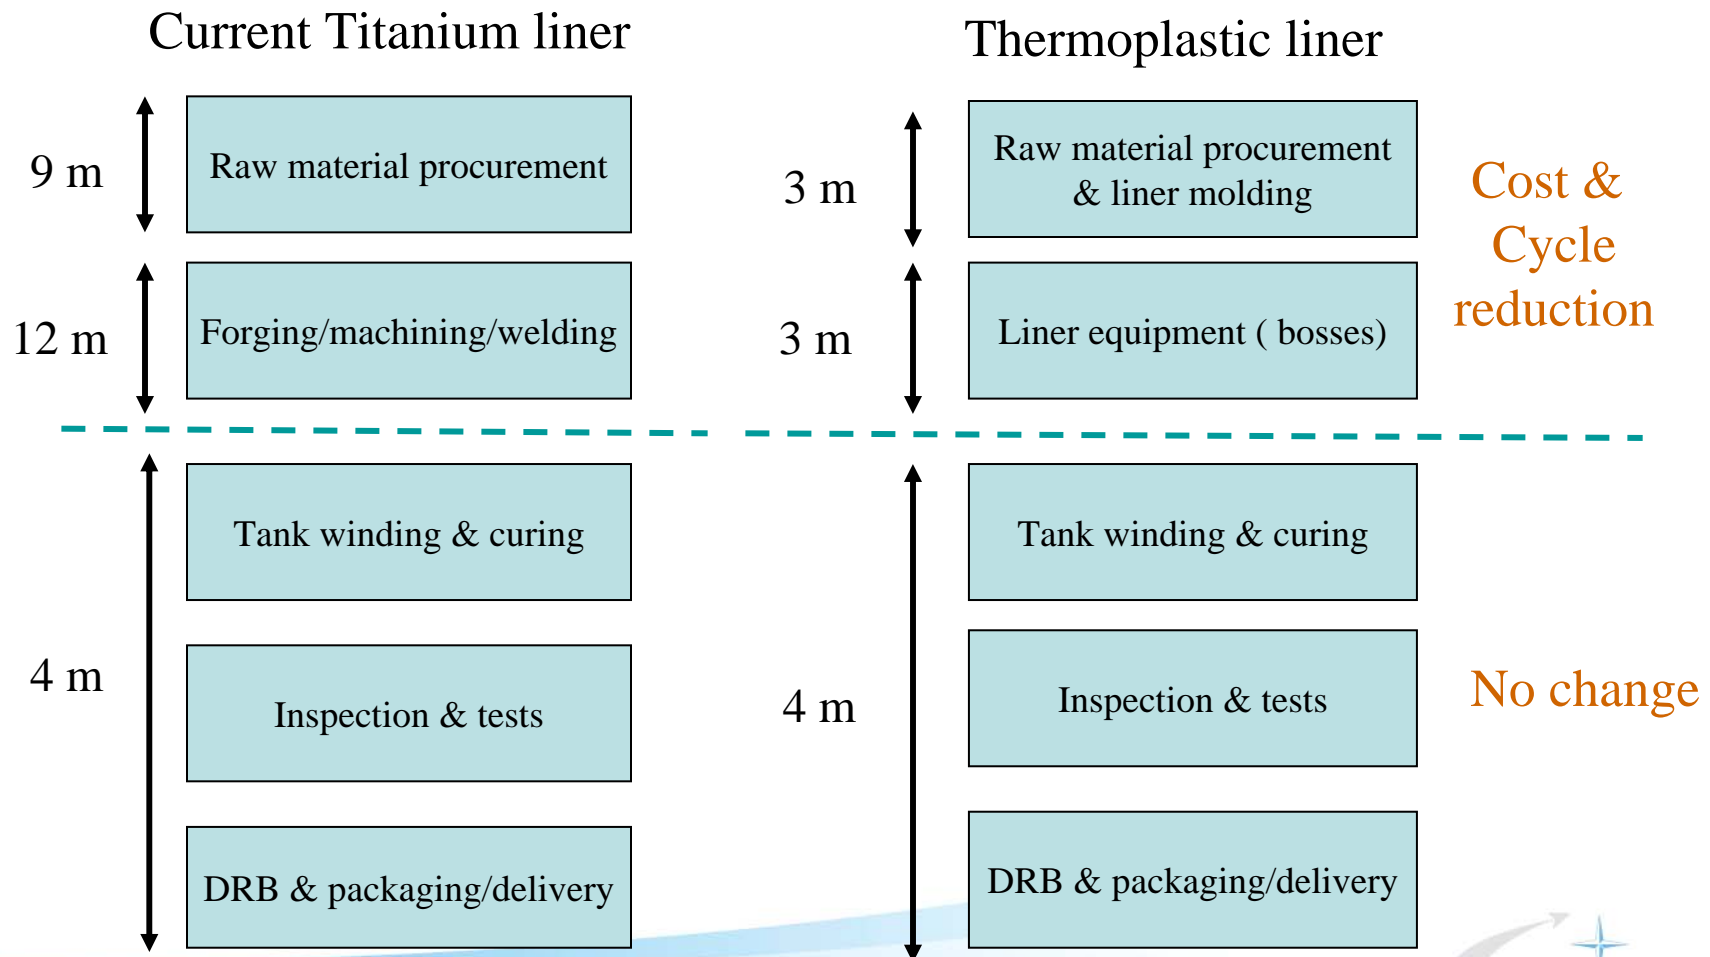 Current Titanium liner
Thermoplastic liner
9 m
Raw material procurement
3 m
Raw material procurement
& liner molding
Cost &
Cycle
reduction
12 m
Forging/machining/welding
3 m
Liner equipment ( bosses)
4 m
Tank winding & curing
Inspection & tests
DRB & packaging/delivery
4 m
Tank winding & curing
Inspection & tests
DRB & packaging/delivery
No change